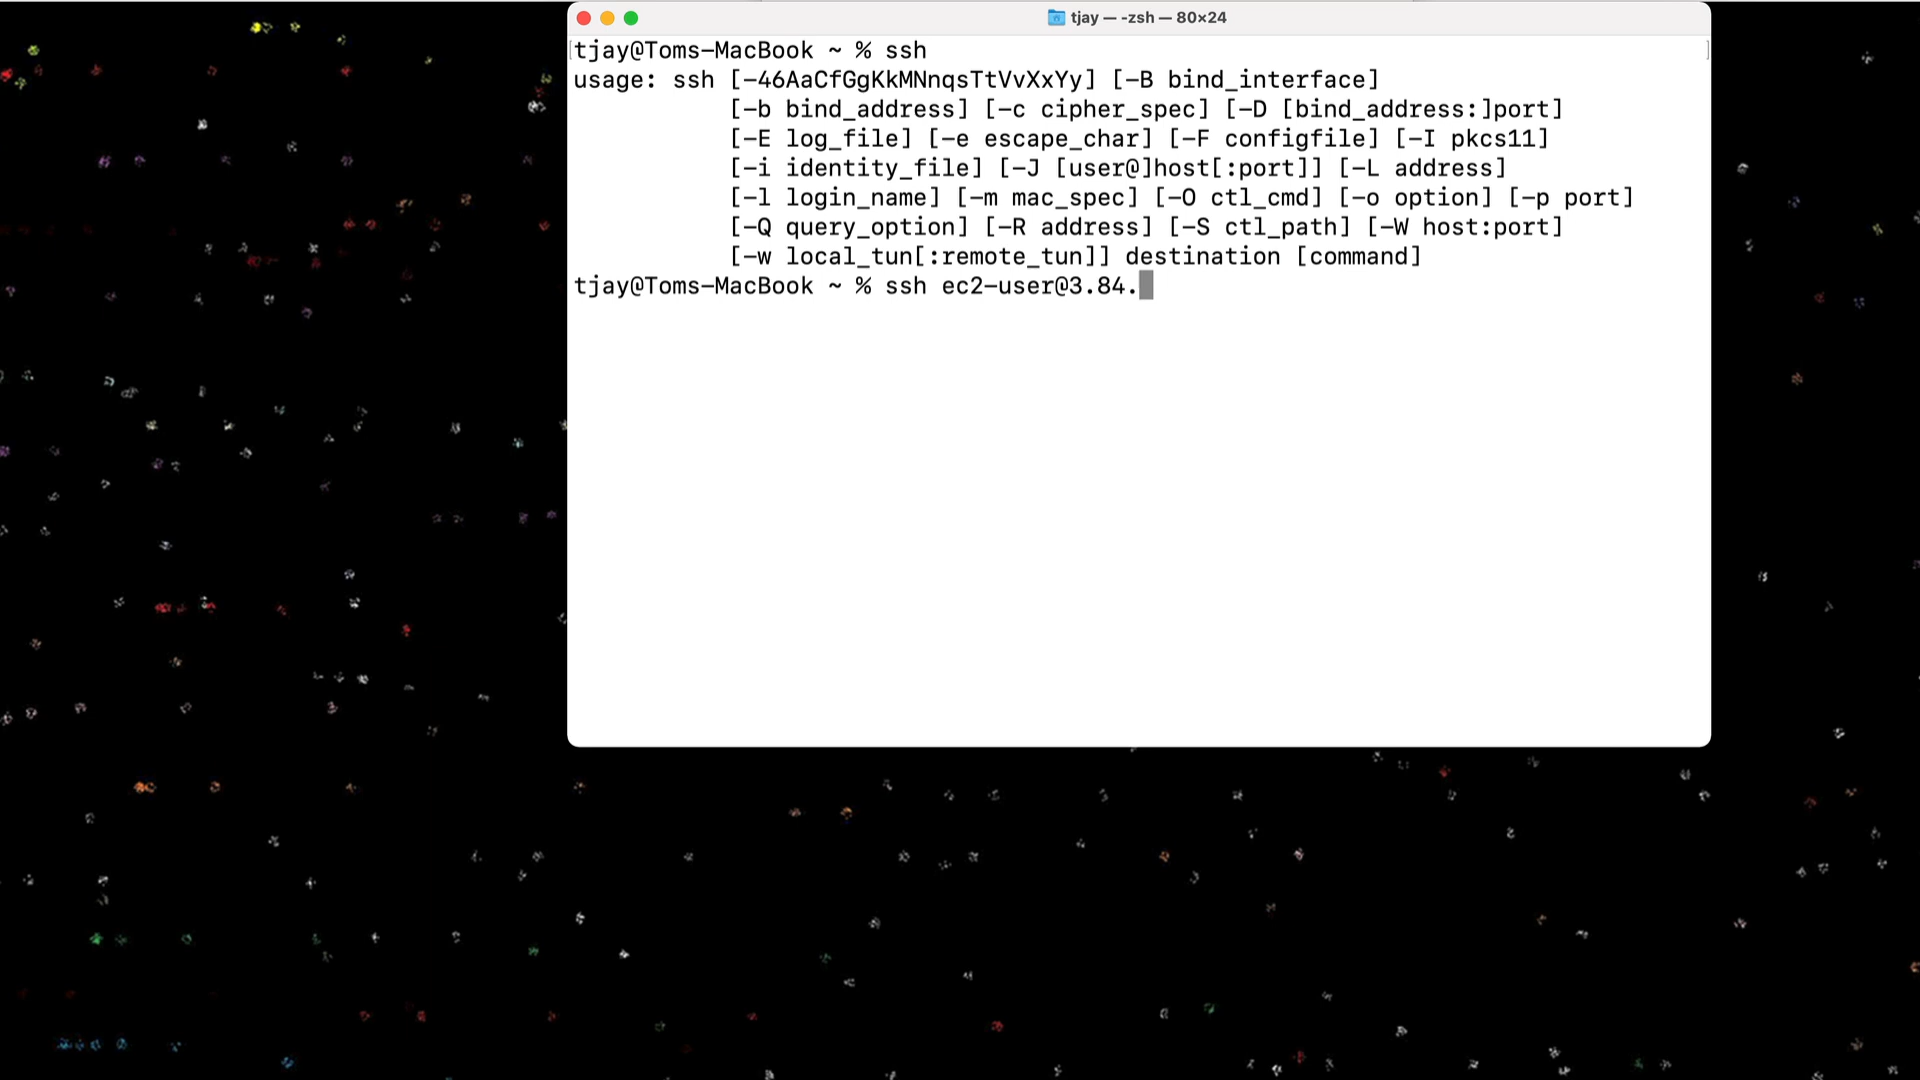 tjay — -zsh — 80×24
tjay@Toms-MacBook ~ % ssh
usage: ssh [-46AaCfGgKkMNnqsTtVvXxYy] [-B bind_interface]
[-b bind_address] [-c cipher_spec] [-D [bind_address:]port]
[-E log_file] [-e escape_char] [-F configfile] [-I pkcs11]
[-i identity_file] [-J [user@]host[:port]] [-L address]
[-l login_name] [-m mac_spec] [-O ctl_cmd] [-o option] [-p port]
[-Q query_option] [-R address] [-S ctl_path] [-W host:port]
[-w local_tun[:remote_tun]] destination [command]
tjay@Toms-MacBook ~ % ssh ec2-user@3.84.